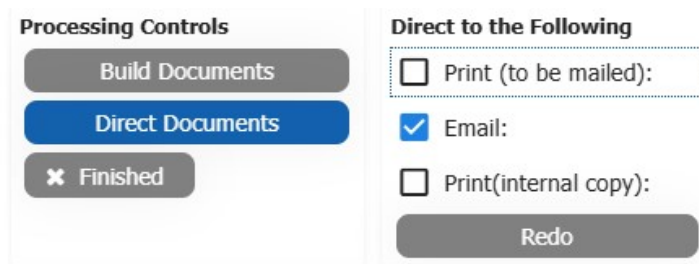 Processing Controls
Build Documents
Direct Documents
✖ Finished
Direct to the Following
Print (to be mailed):
Email:
Print(internal copy):
Redo